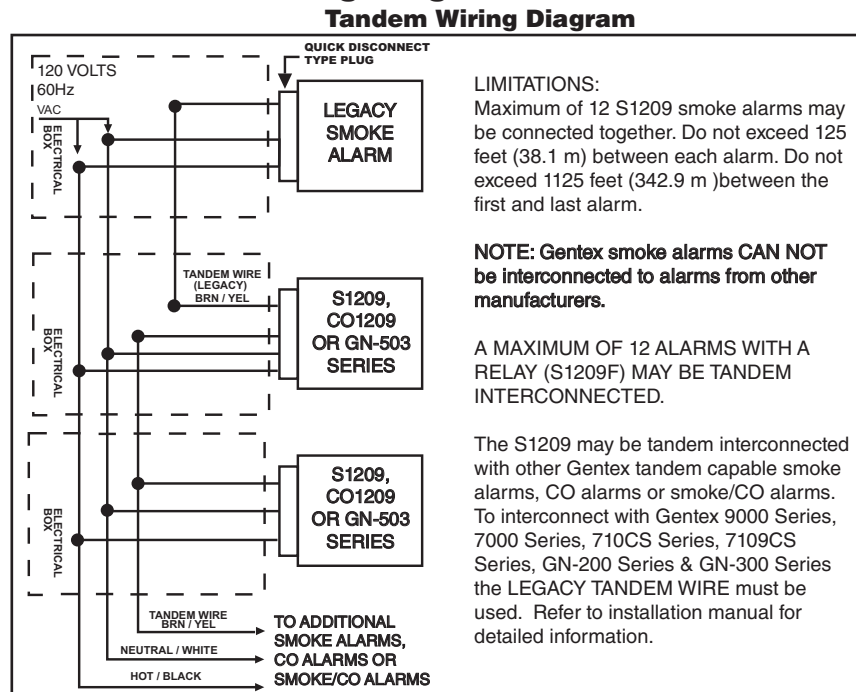 Tandem Wiring Diagram
QUICK DISCONNECT
TYPE PLUG
120 VOLTS
60Hz
VAC
ELECTRICAL
BOX
LEGACY
SMOKE
ALARM
TANDEM WIRE
(LEGACY)
BRN / YEL
ELECTRICAL
BOX
S1209,
CO1209
OR GN-503
SERIES
ELECTRICAL
BOX
S1209,
CO1209
OR GN-503
SERIES
TANDEM WIRE
BRN / YEL
NEUTRAL / WHITE
HOT / BLACK
TO ADDITIONAL
SMOKE ALARMS,
CO ALARMS OR
SMOKE/CO ALARMS
LIMITATIONS:
Maximum of 12 S1209 smoke alarms may
be connected together. Do not exceed 125
feet (38.1 m) between each alarm. Do not
exceed 1125 feet (342.9 m )between the
first and last alarm.
NOTE: Gentex smoke alarms CAN NOT
be interconnected to alarms from other
manufacturers.
A MAXIMUM OF 12 ALARMS WITH A
RELAY (S1209F) MAY BE TANDEM
INTERCONNECTED.
The S1209 may be tandem interconnected
with other Gentex tandem capable smoke
alarms, CO alarms or smoke/CO alarms.
To interconnect with Gentex 9000 Series,
7000 Series, 710CS Series, 7109CS
Series, GN-200 Series & GN-300 Series
the LEGACY TANDEM WIRE must be
used. Refer to installation manual for
detailed information.